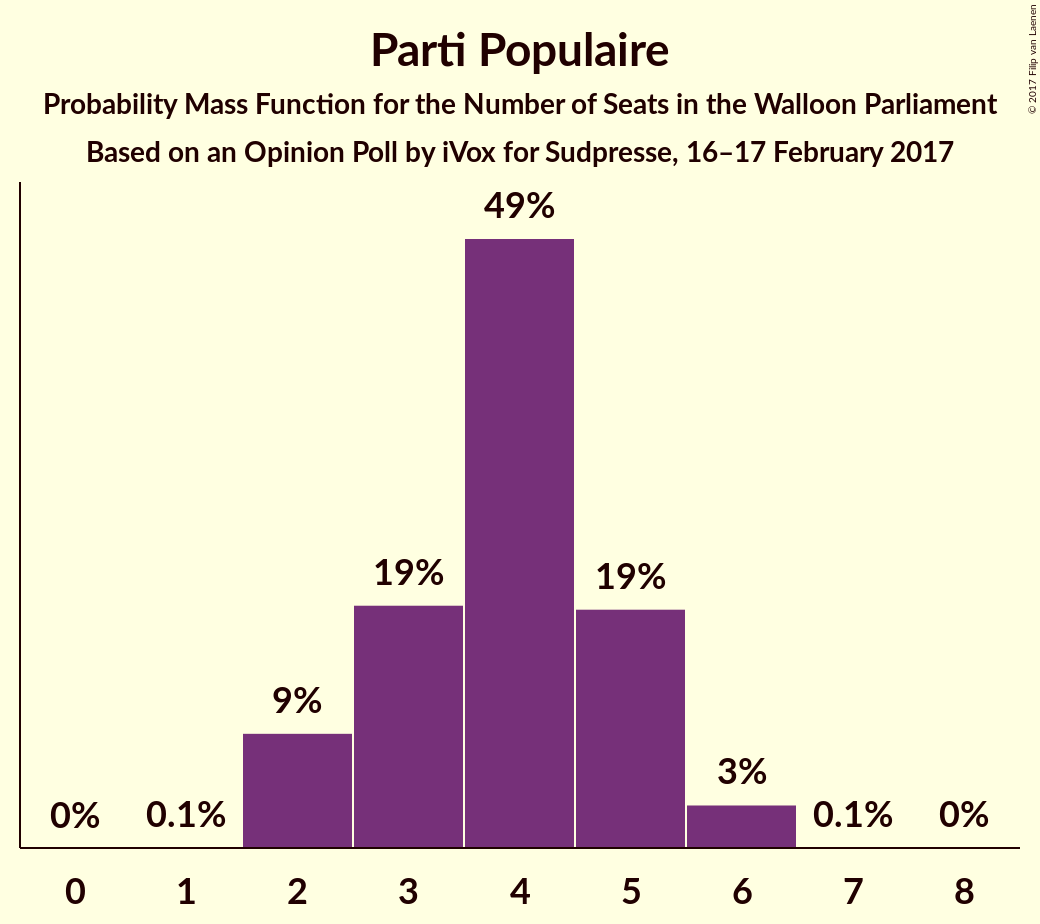 Parti Populaire
Probability Mass Function for the Number of Seats in the Walloon Parliament
Based on an Opinion Poll by iVox for Sudpresse, 16–17 February 2017
© 2017 Filip van Laenen
49%
19%
19%
9%
3%
0%
0.1%
0.1%
0%
0 1 2 3 4 5 6 7 8